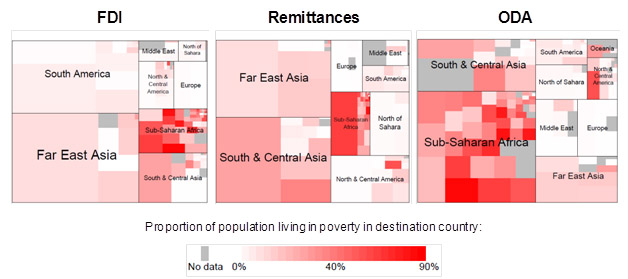 FDI
Remittances
ODA
South America
Middle East
North of
Sahara
North &
Central
America
Europe
Far East Asia
Sub-Saharan Africa
South & Central Asia
Far East Asia
Europe
Middle East
South America
Sub-Saharan
Africa
North of
Sahara
South & Central Asia
North & Central America
South & Central Asia
South
America
Oceania
North of Sahara
North &
Central
America
Sub-Saharan Africa
Middle East
Europe
Far East Asia
Proportion of population living in poverty in destination country:
No data
0%
40%
90%